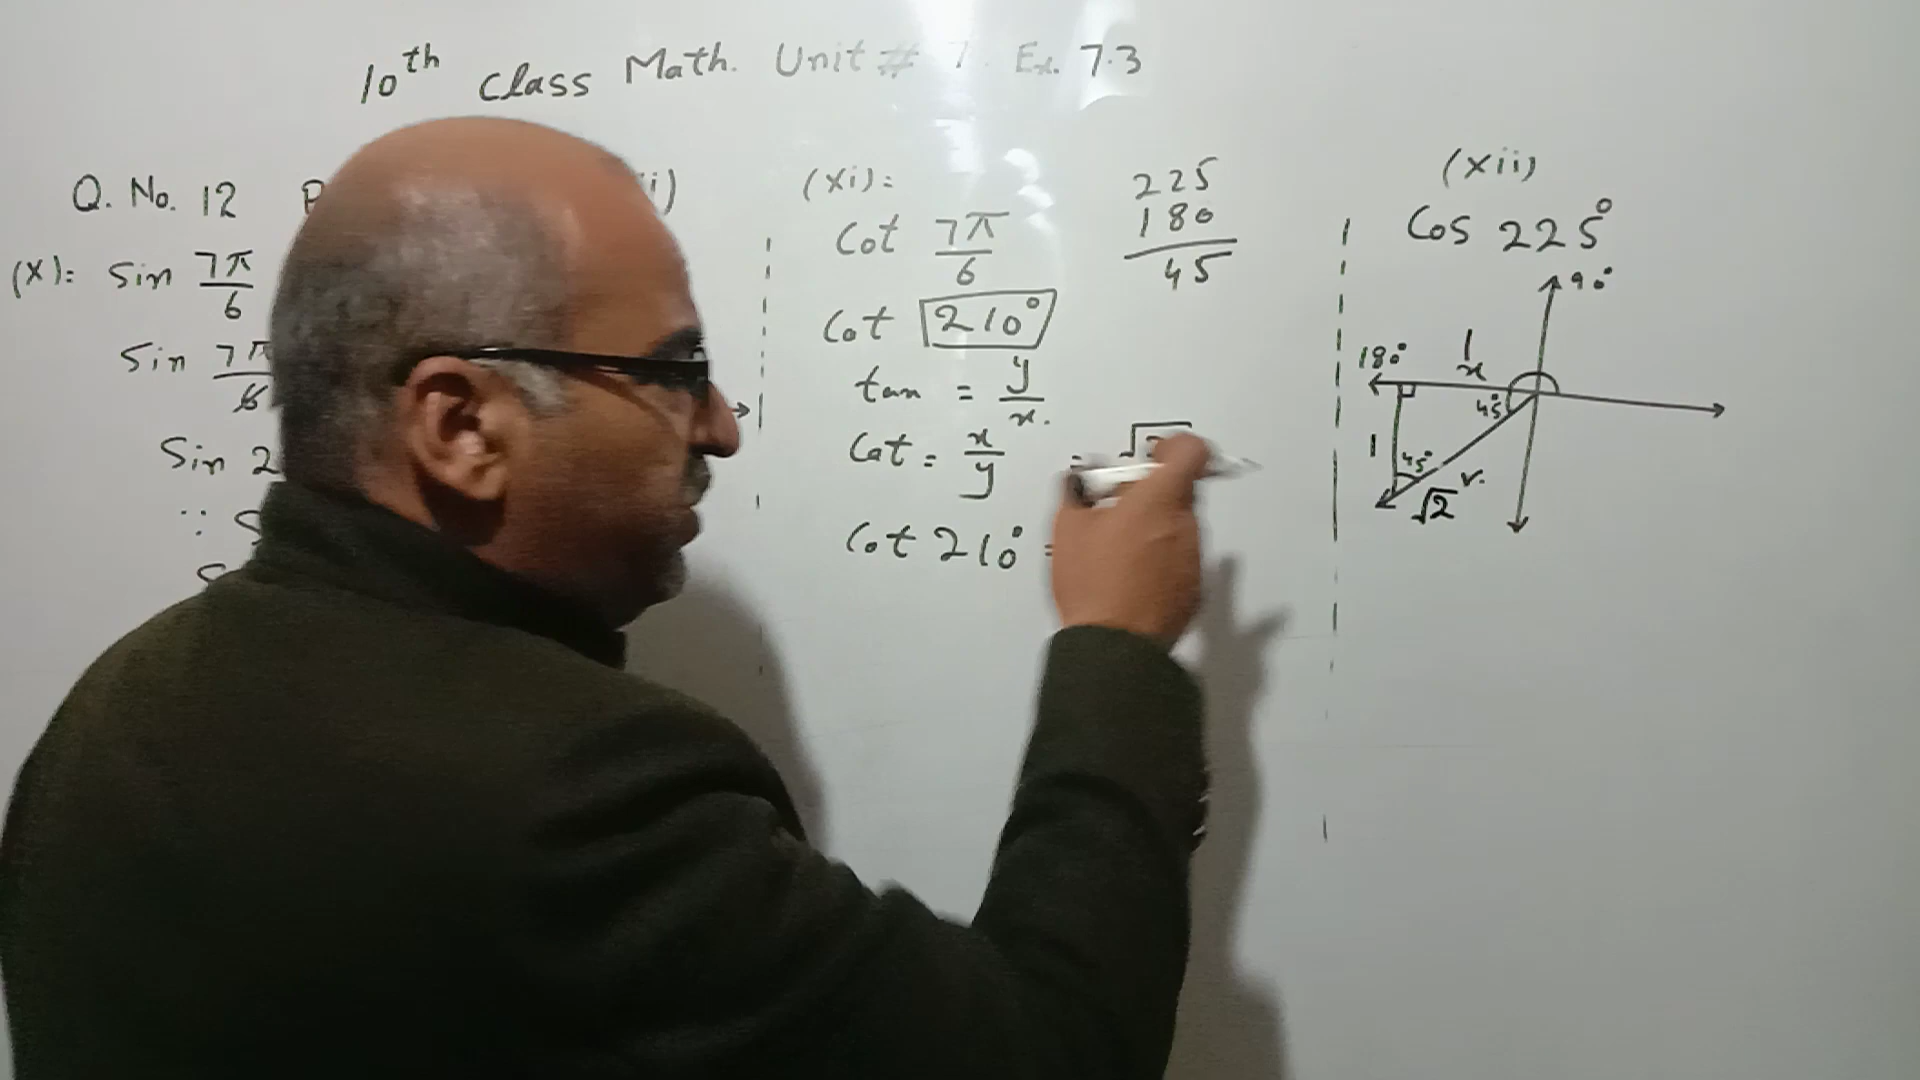 10th Class Math. Unit # 7. Ex. 7.3
Q. No. 12
(X): Sin 7π/6
Sin 7π/6
Sin 2
∵ S
(Xi):
Cot 7π/6
Cot 210°
tan = y/x.
Cot = x/y =
Cot 210° =
225
180
45
(Xii)
Cos 225°
90°
180°
1
x
45°
1
45°
√2
r.